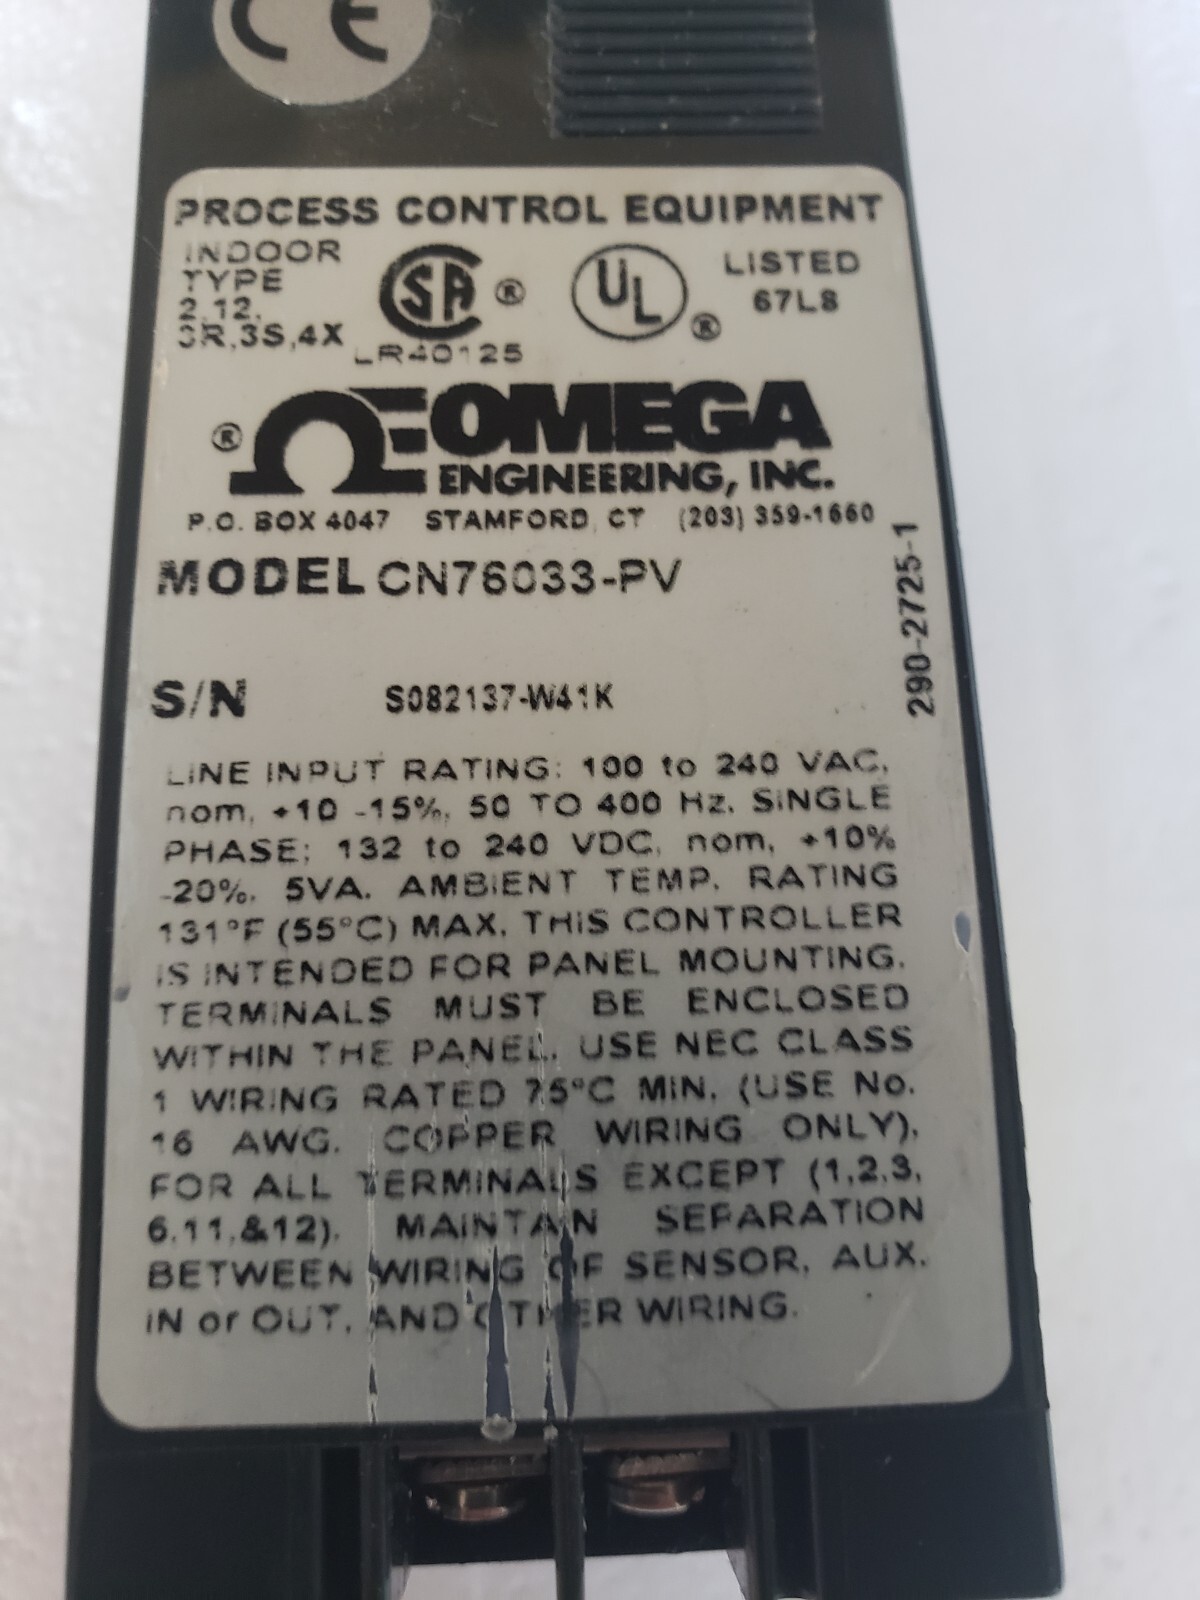 CE
PROCESS CONTROL EQUIPMENT
INDOOR
TYPE
2,12,
3R,3S,4X
SA ®
LR40125
UL ®
LISTED
67L8
® OMEGA
ENGINEERING, INC.
P.O. BOX 4047 STAMFORD, CT (203) 359-1660
MODEL CN76033-PV
290-2725-1
S/N S082137-W41K
LINE INPUT RATING: 100 to 240 VAC,
nom, +10 -15%, 50 TO 400 Hz. SINGLE
PHASE; 132 to 240 VDC, nom, +10%
-20%. 5VA. AMBIENT TEMP. RATING
131°F (55°C) MAX. THIS CONTROLLER
IS INTENDED FOR PANEL MOUNTING.
TERMINALS MUST BE ENCLOSED
WITHIN THE PANEL. USE NEC CLASS
1 WIRING RATED 75°C MIN. (USE No.
16 AWG. COPPER WIRING ONLY),
FOR ALL TERMINALS EXCEPT (1,2,3,
6,11,&12). MAINTAIN SEPARATION
BETWEEN WIRING OF SENSOR, AUX.
IN or OUT, AND OTHER WIRING.